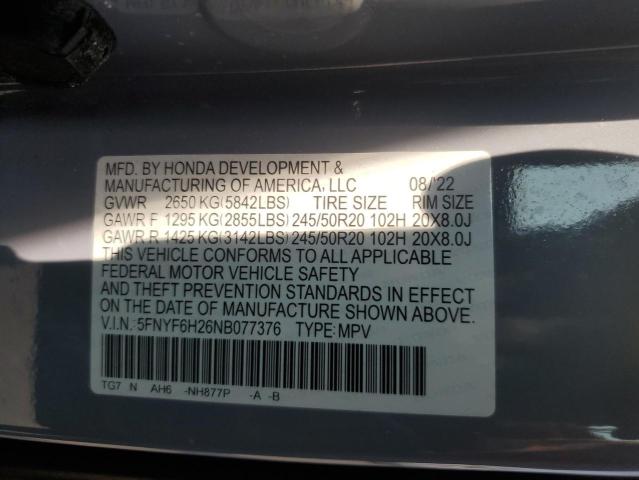 MFD. BY HONDA DEVELOPMENT &
MANUFACTURING OF AMERICA, LLC 08/'22
GVWR 2650 KG(5842LBS) TIRE SIZE RIM SIZE
GAWR F 1295 KG(2855LBS) 245/50R20 102H 20X8.0J
GAWR R 1425 KG(3142LBS) 245/50R20 102H 20X8.0J
THIS VEHICLE CONFORMS TO ALL APPLICABLE
FEDERAL MOTOR VEHICLE SAFETY
AND THEFT PREVENTION STANDARDS IN EFFECT
ON THE DATE OF MANUFACTURE SHOWN ABOVE.
V.I.N.: 5FNYF6H26NB077376 TYPE: MPV
TG7 N AH6 -NH877P -A -B